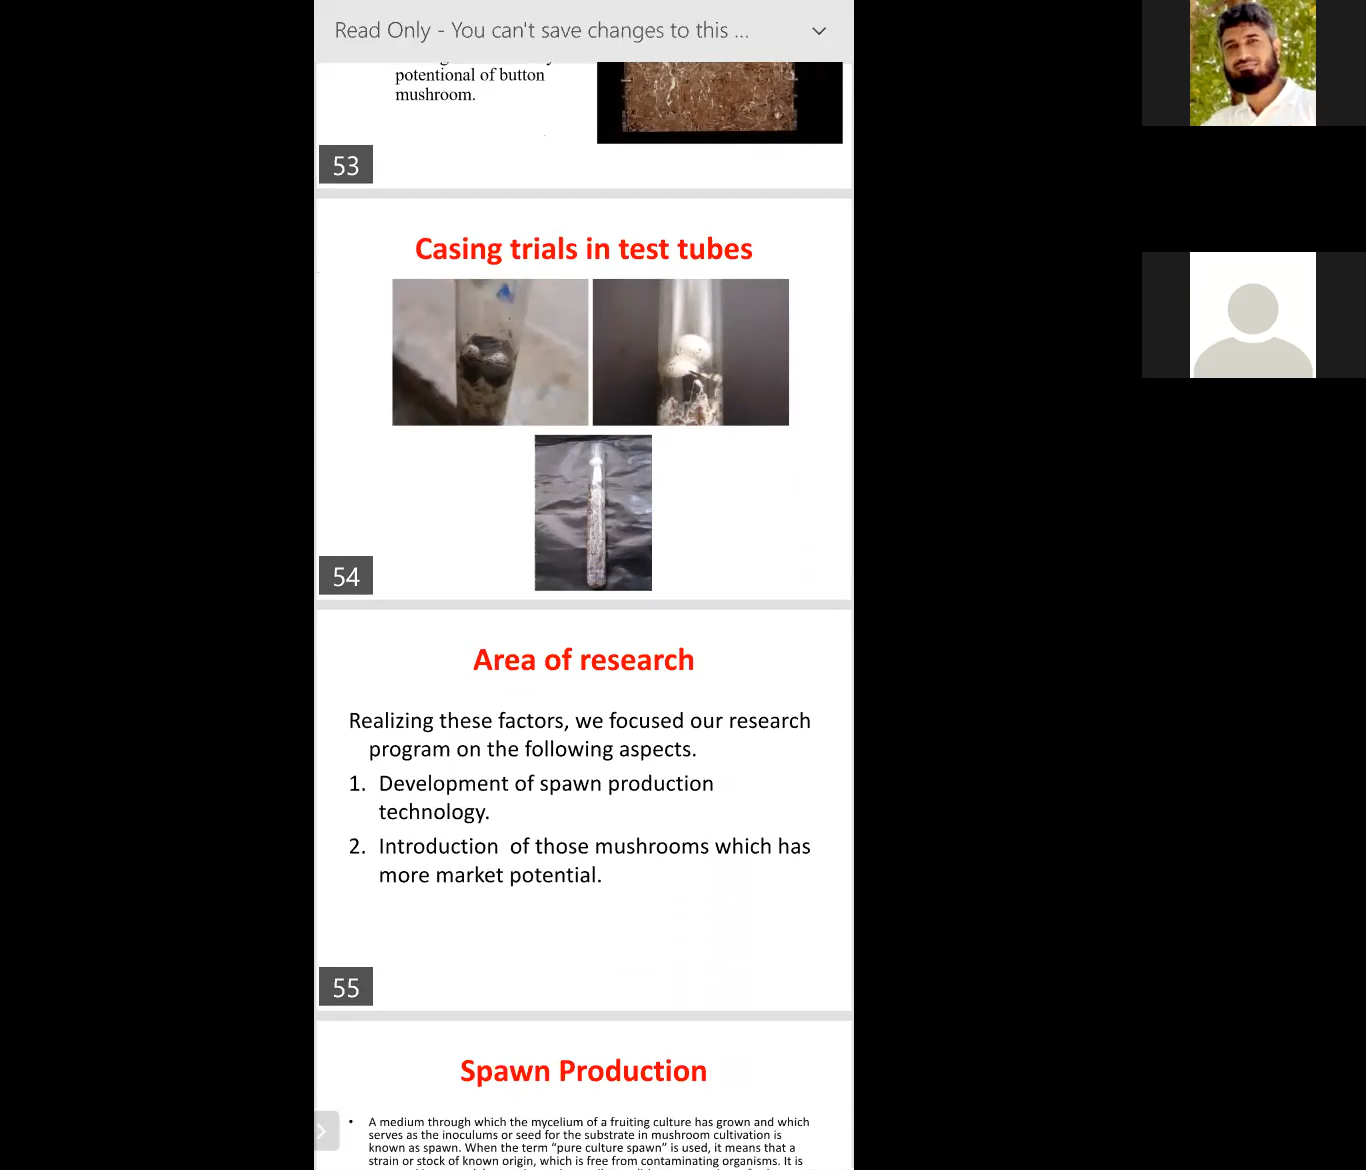 Read Only - You can't save changes to this ...
potentional of button
mushroom.
53
Casing trials in test tubes
54
Area of research
Realizing these factors, we focused our research
program on the following aspects.
1. Development of spawn production
technology.
2. Introduction of those mushrooms which has
more market potential.
55
Spawn Production
• A medium through which the mycelium of a fruiting culture has grown and which
serves as the inoculums or seed for the substrate in mushroom cultivation is
known as spawn. When the term “pure culture spawn” is used, it means that a
strain or stock of known origin, which is free from contaminating organisms. It is